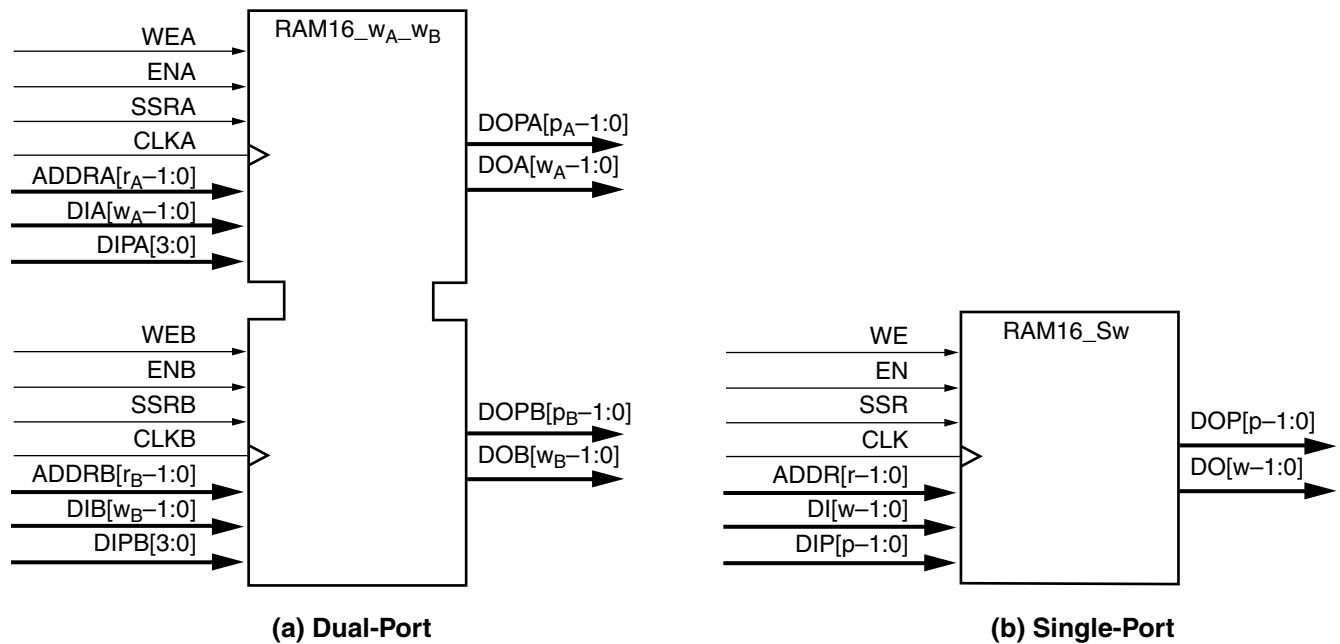 RAM16_wA_wB
WEA
ENA
SSRA
CLKA
ADDRA[rA–1:0]
DIA[wA–1:0]
DIPA[3:0]
DOPA[pA–1:0]
DOA[wA–1:0]
WEB
ENB
SSRB
CLKB
ADDRB[rB–1:0]
DIB[wB–1:0]
DIPB[3:0]
DOPB[pB–1:0]
DOB[wB–1:0]
(a) Dual-Port
RAM16_Sw
WE
EN
SSR
CLK
ADDR[r–1:0]
DI[w–1:0]
DIP[p–1:0]
DOP[p–1:0]
DO[w–1:0]
(b) Single-Port